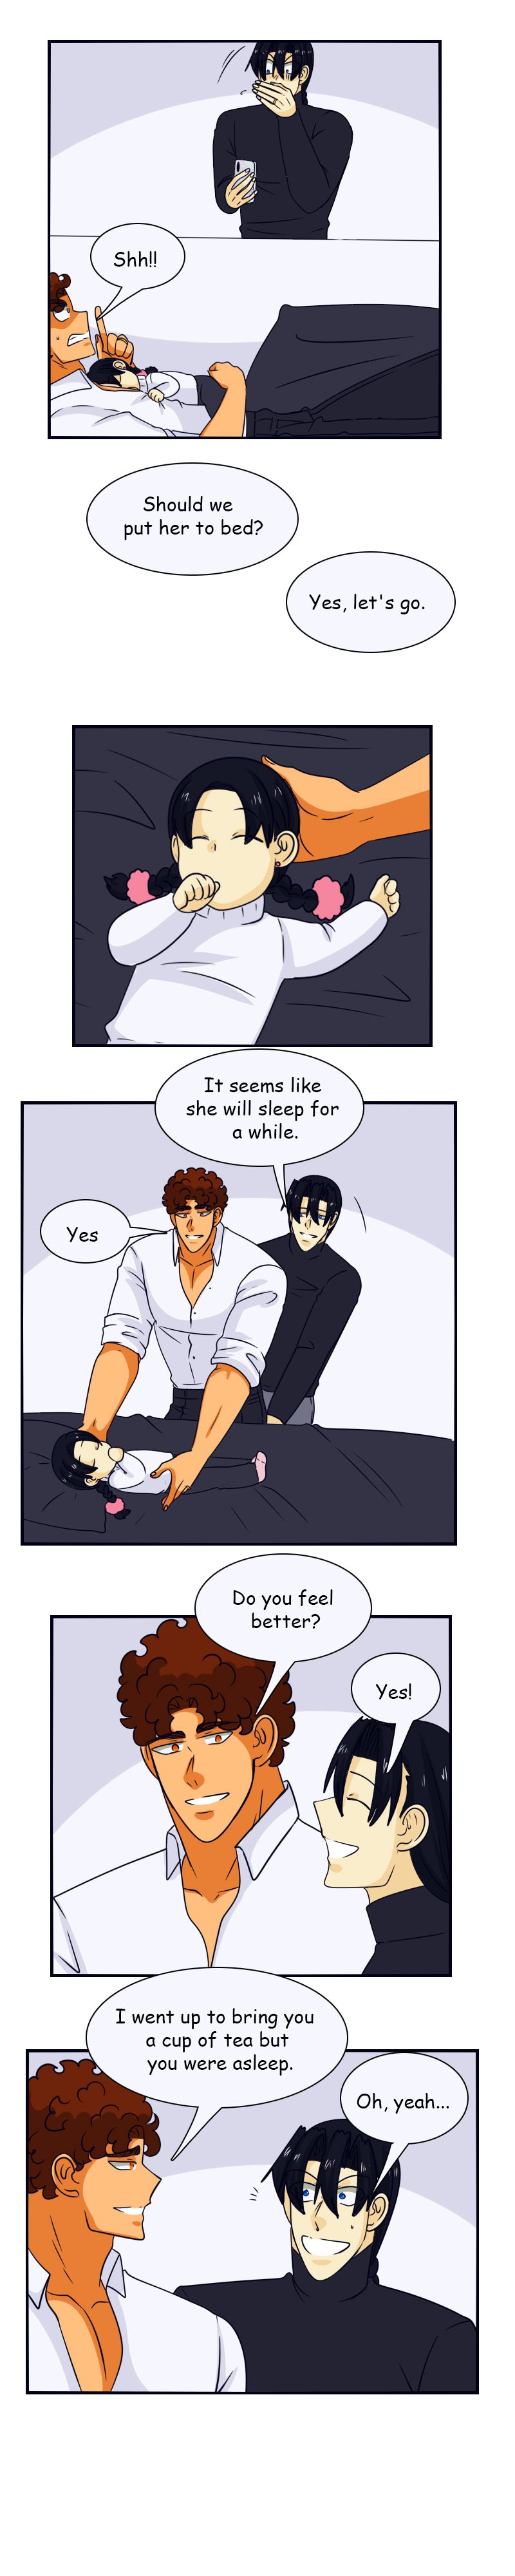 Shh!!
Should we
put her to bed?
Yes, let's go.
It seems like
she will sleep for
a while.
Yes
Do you feel
better?
Yes!
I went up to bring you
a cup of tea but
you were asleep.
Oh, yeah...